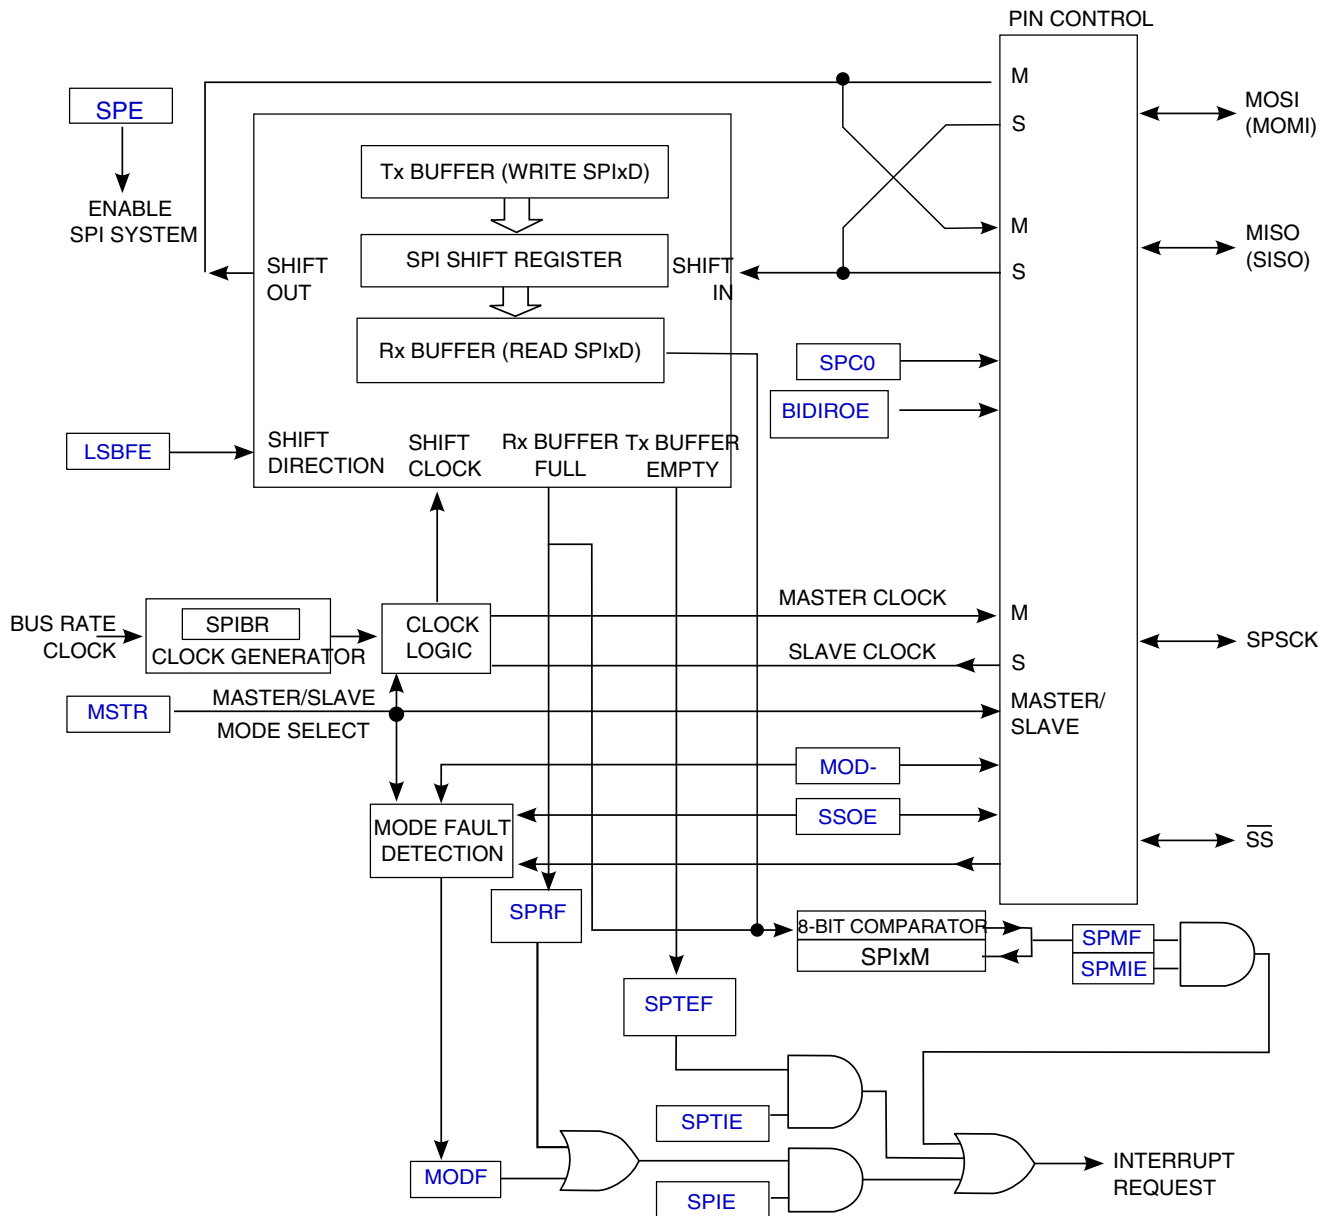 PIN CONTROL
M
MOSI
(MOMI)
SPE
S
Tx BUFFER (WRITE SPIxD)
ENABLE
SPI SYSTEM
M
MISO
(SISO)
SHIFT
OUT
SPI SHIFT REGISTER
SHIFT
IN
S
Rx BUFFER (READ SPIxD)
SPC0
BIDIROE
LSBFE
SHIFT
DIRECTION
SHIFT
CLOCK
Rx BUFFER
FULL
Tx BUFFER
EMPTY
MASTER CLOCK
M
BUS RATE
CLOCK
SPIBR
CLOCK GENERATOR
CLOCK
LOGIC
SLAVE CLOCK
S
SPSCK
MSTR
MASTER/SLAVE
MODE SELECT
MASTER/
SLAVE
MOD-
SSOE
MODE FAULT
DETECTION
SS
SPRF
8-BIT COMPARATOR
SPIxM
SPMF
SPMIE
SPTEF
SPTIE
MODF
SPIE
INTERRUPT
REQUEST